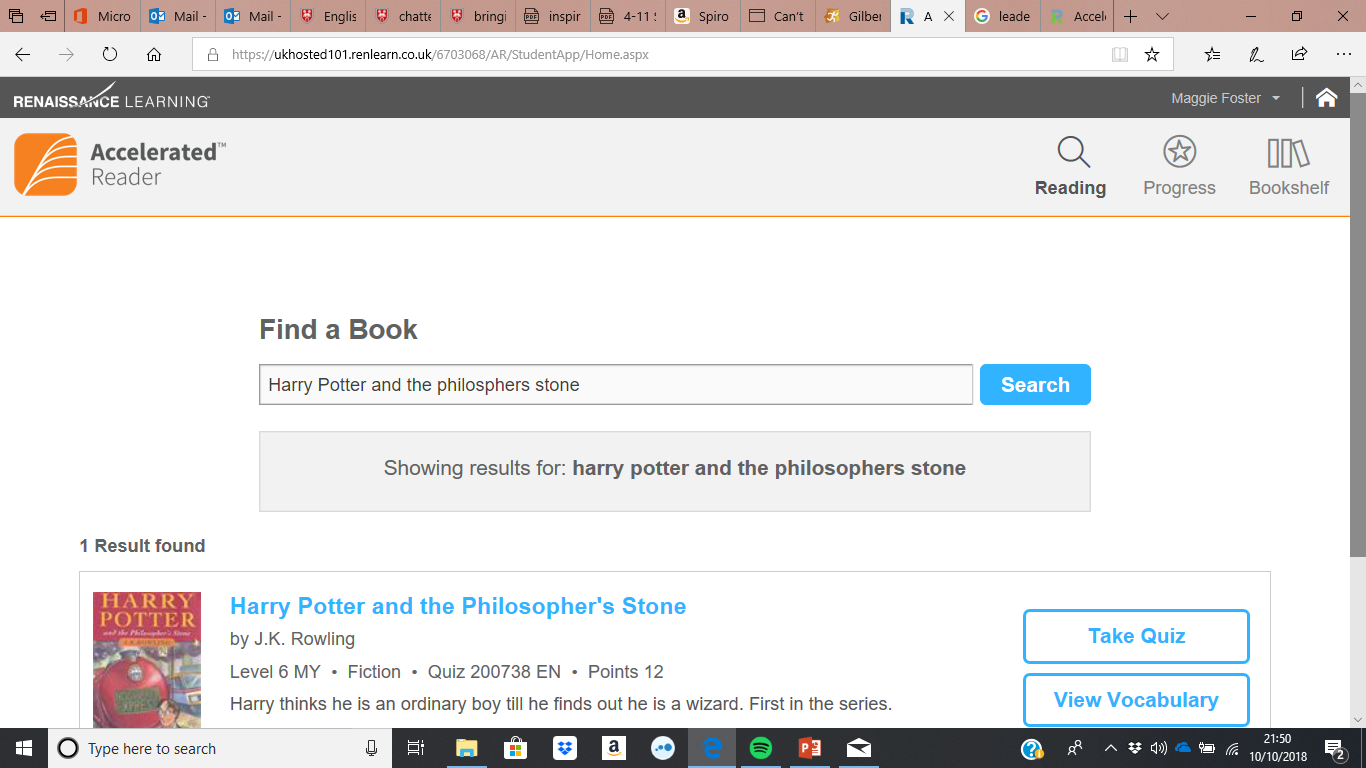 Micro
Mail -
Mail -
Englis
chatte
bringi
inspir
4-11
Spiro
Can't
Gilber
A
leade
Accele
https://ukhosted101.renlearn.co.uk/6703068/AR/StudentApp/Home.aspx
RENAISSANCE LEARNING™
Maggie Foster
Accelerated™
Reader
Reading
Progress
Bookshelf
Find a Book
Harry Potter and the philosphers stone
Search
Showing results for: harry potter and the philosophers stone
1 Result found
HARRY
POTTER
and the Philosopher's Stone
J.K. ROWLING
Harry Potter and the Philosopher's Stone
by J.K. Rowling
Level 6 MY • Fiction • Quiz 200738 EN • Points 12
Harry thinks he is an ordinary boy till he finds out he is a wizard. First in the series.
Take Quiz
View Vocabulary
Type here to search
21:50
10/10/2018
2